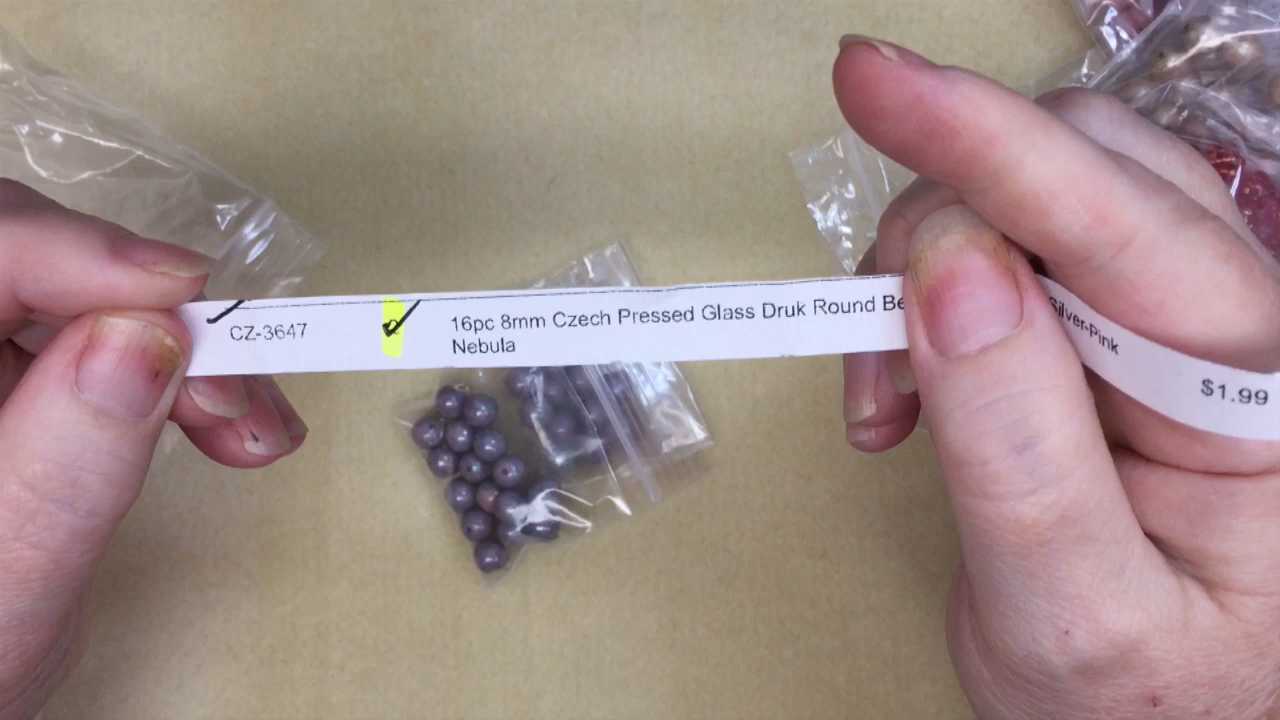 CZ-3647
16pc 8mm Czech Pressed Glass Druk Round Be
Nebula
Silver-Pink
$1.99